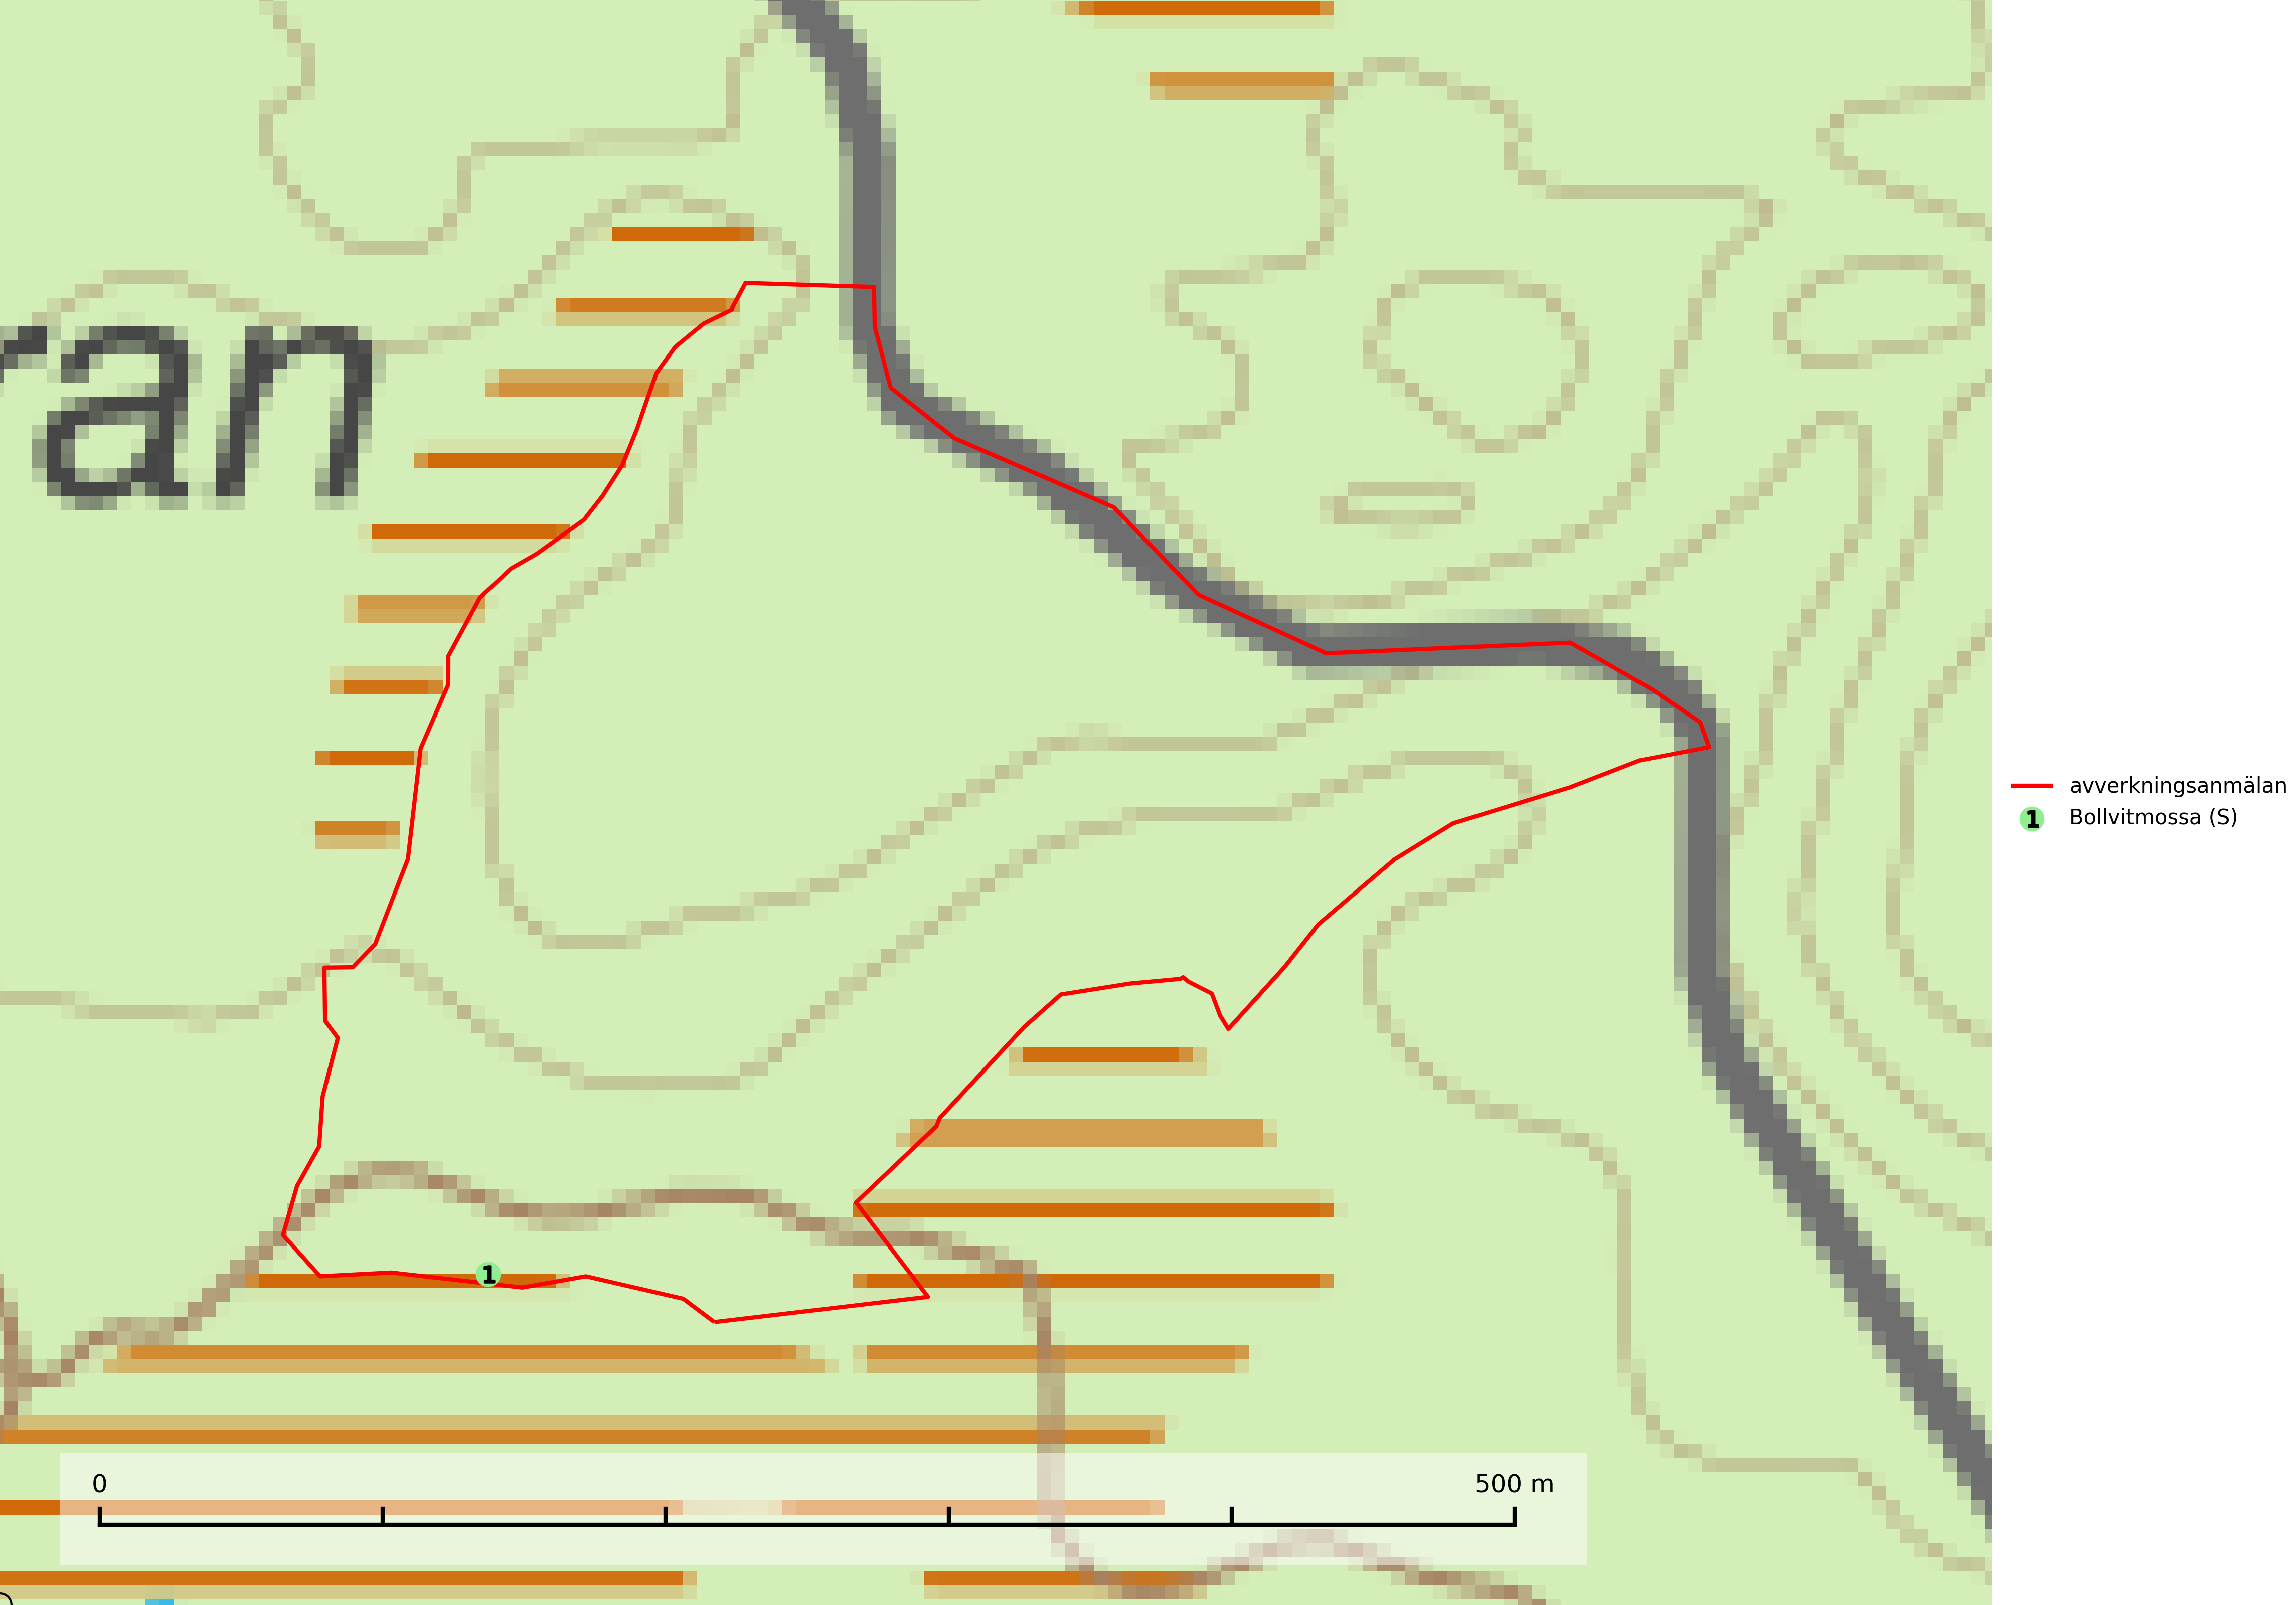 ran
avverkningsanmälan
1 Bollvitmossa (S)
1
0 500 m